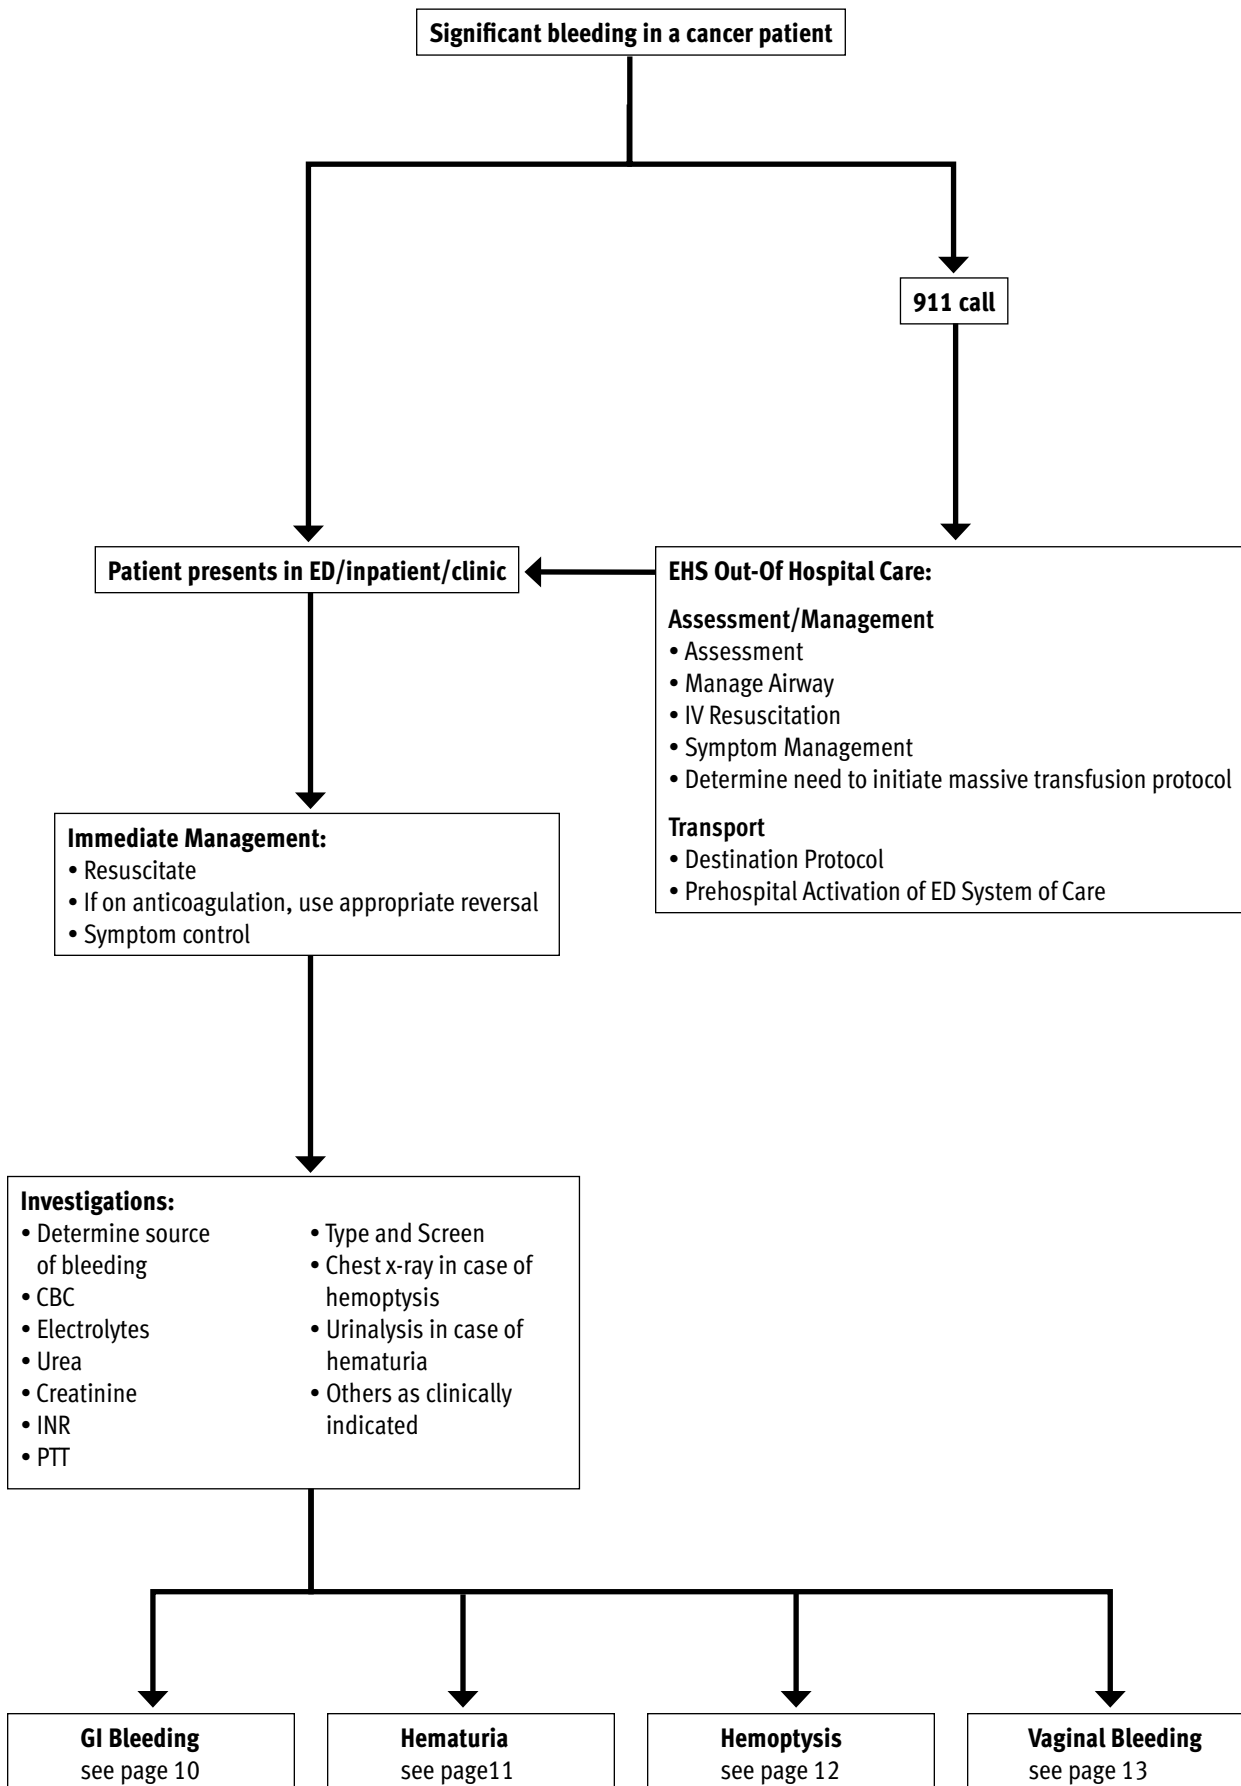 Significant bleeding in a cancer patient
911 call
Patient presents in ED/inpatient/clinic
EHS Out-Of Hospital Care:
Assessment/Management
• Assessment
• Manage Airway
• IV Resuscitation
• Symptom Management
• Determine need to initiate massive transfusion protocol
Transport
• Destination Protocol
• Prehospital Activation of ED System of Care
Immediate Management:
• Resuscitate
• If on anticoagulation, use appropriate reversal
• Symptom control
Investigations:
• Determine source
of bleeding
• CBC
• Electrolytes
• Urea
• Creatinine
• INR
• PTT
• Type and Screen
• Chest x-ray in case of
hemoptysis
• Urinalysis in case of
hematuria
• Others as clinically
indicated
GI Bleeding
see page 10
Hematuria
see page11
Hemoptysis
see page 12
Vaginal Bleeding
see page 13